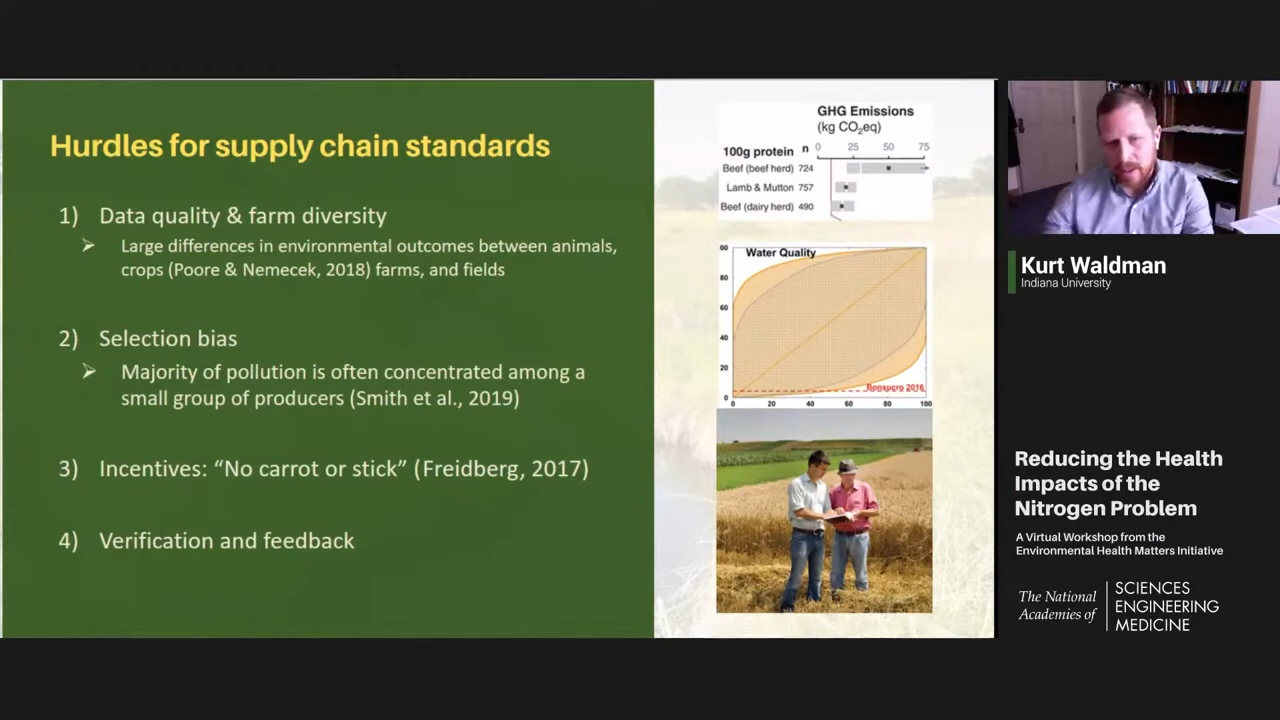 Hurdles for supply chain standards
1) Data quality & farm diversity
➢ Large differences in environmental outcomes between animals,
crops (Poore & Nemecek, 2018) farms, and fields
2) Selection bias
➢ Majority of pollution is often concentrated among a
small group of producers (Smith et al., 2019)
3) Incentives: “No carrot or stick” (Freidberg, 2017)
4) Verification and feedback
GHG Emissions
(kg CO2eq)
100g protein n 0 25 50 75
Beef (beef herd) 724
Lamb & Mutton 757
Beef (dairy herd) 490
Water Quality
80
60
40
20
0
Bonsucro 2016
0 20 40 60 80 100
Kurt Waldman
Indiana University
Reducing the Health
Impacts of the
Nitrogen Problem
A Virtual Workshop from the
Environmental Health Matters Initiative
The National
Academies of
SCIENCES
ENGINEERING
MEDICINE